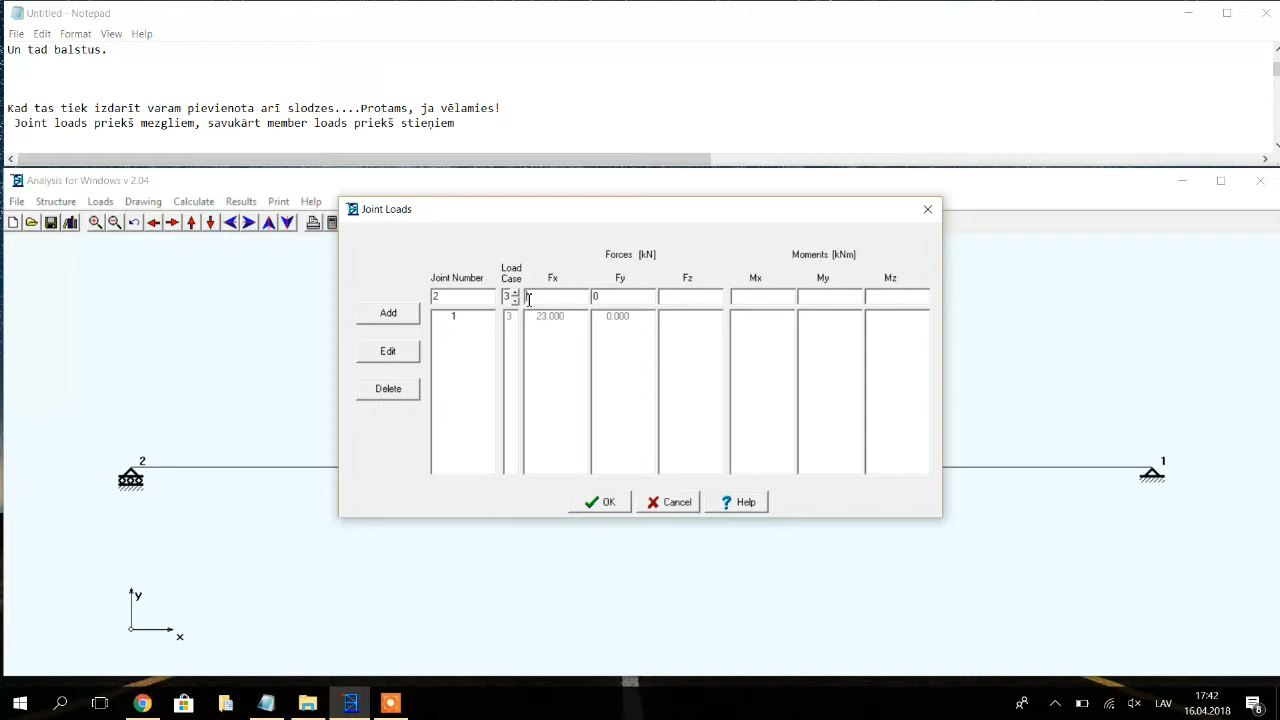 Untitled - Notepad
File Edit Format View Help
Un tad balstus.
Kad tas tiek izdarīt varam pievienota arī slodzes....Protams, ja vēlamies!
Joint loads priekš mezgliem, savukārt member loads priekš stieņiem
Analysis for Windows v 2.04
File Structure Loads Drawing Calculate Results Print Help
Joint Loads
Forces [kN] Moments [kNm]
Joint Number Load Case Fx Fy Fz Mx My Mz
2 3 0
1 3 23.000 0.000
Add
Edit
Delete
OK Cancel Help
2 1
y
x
LAV 17:42
16.04.2018